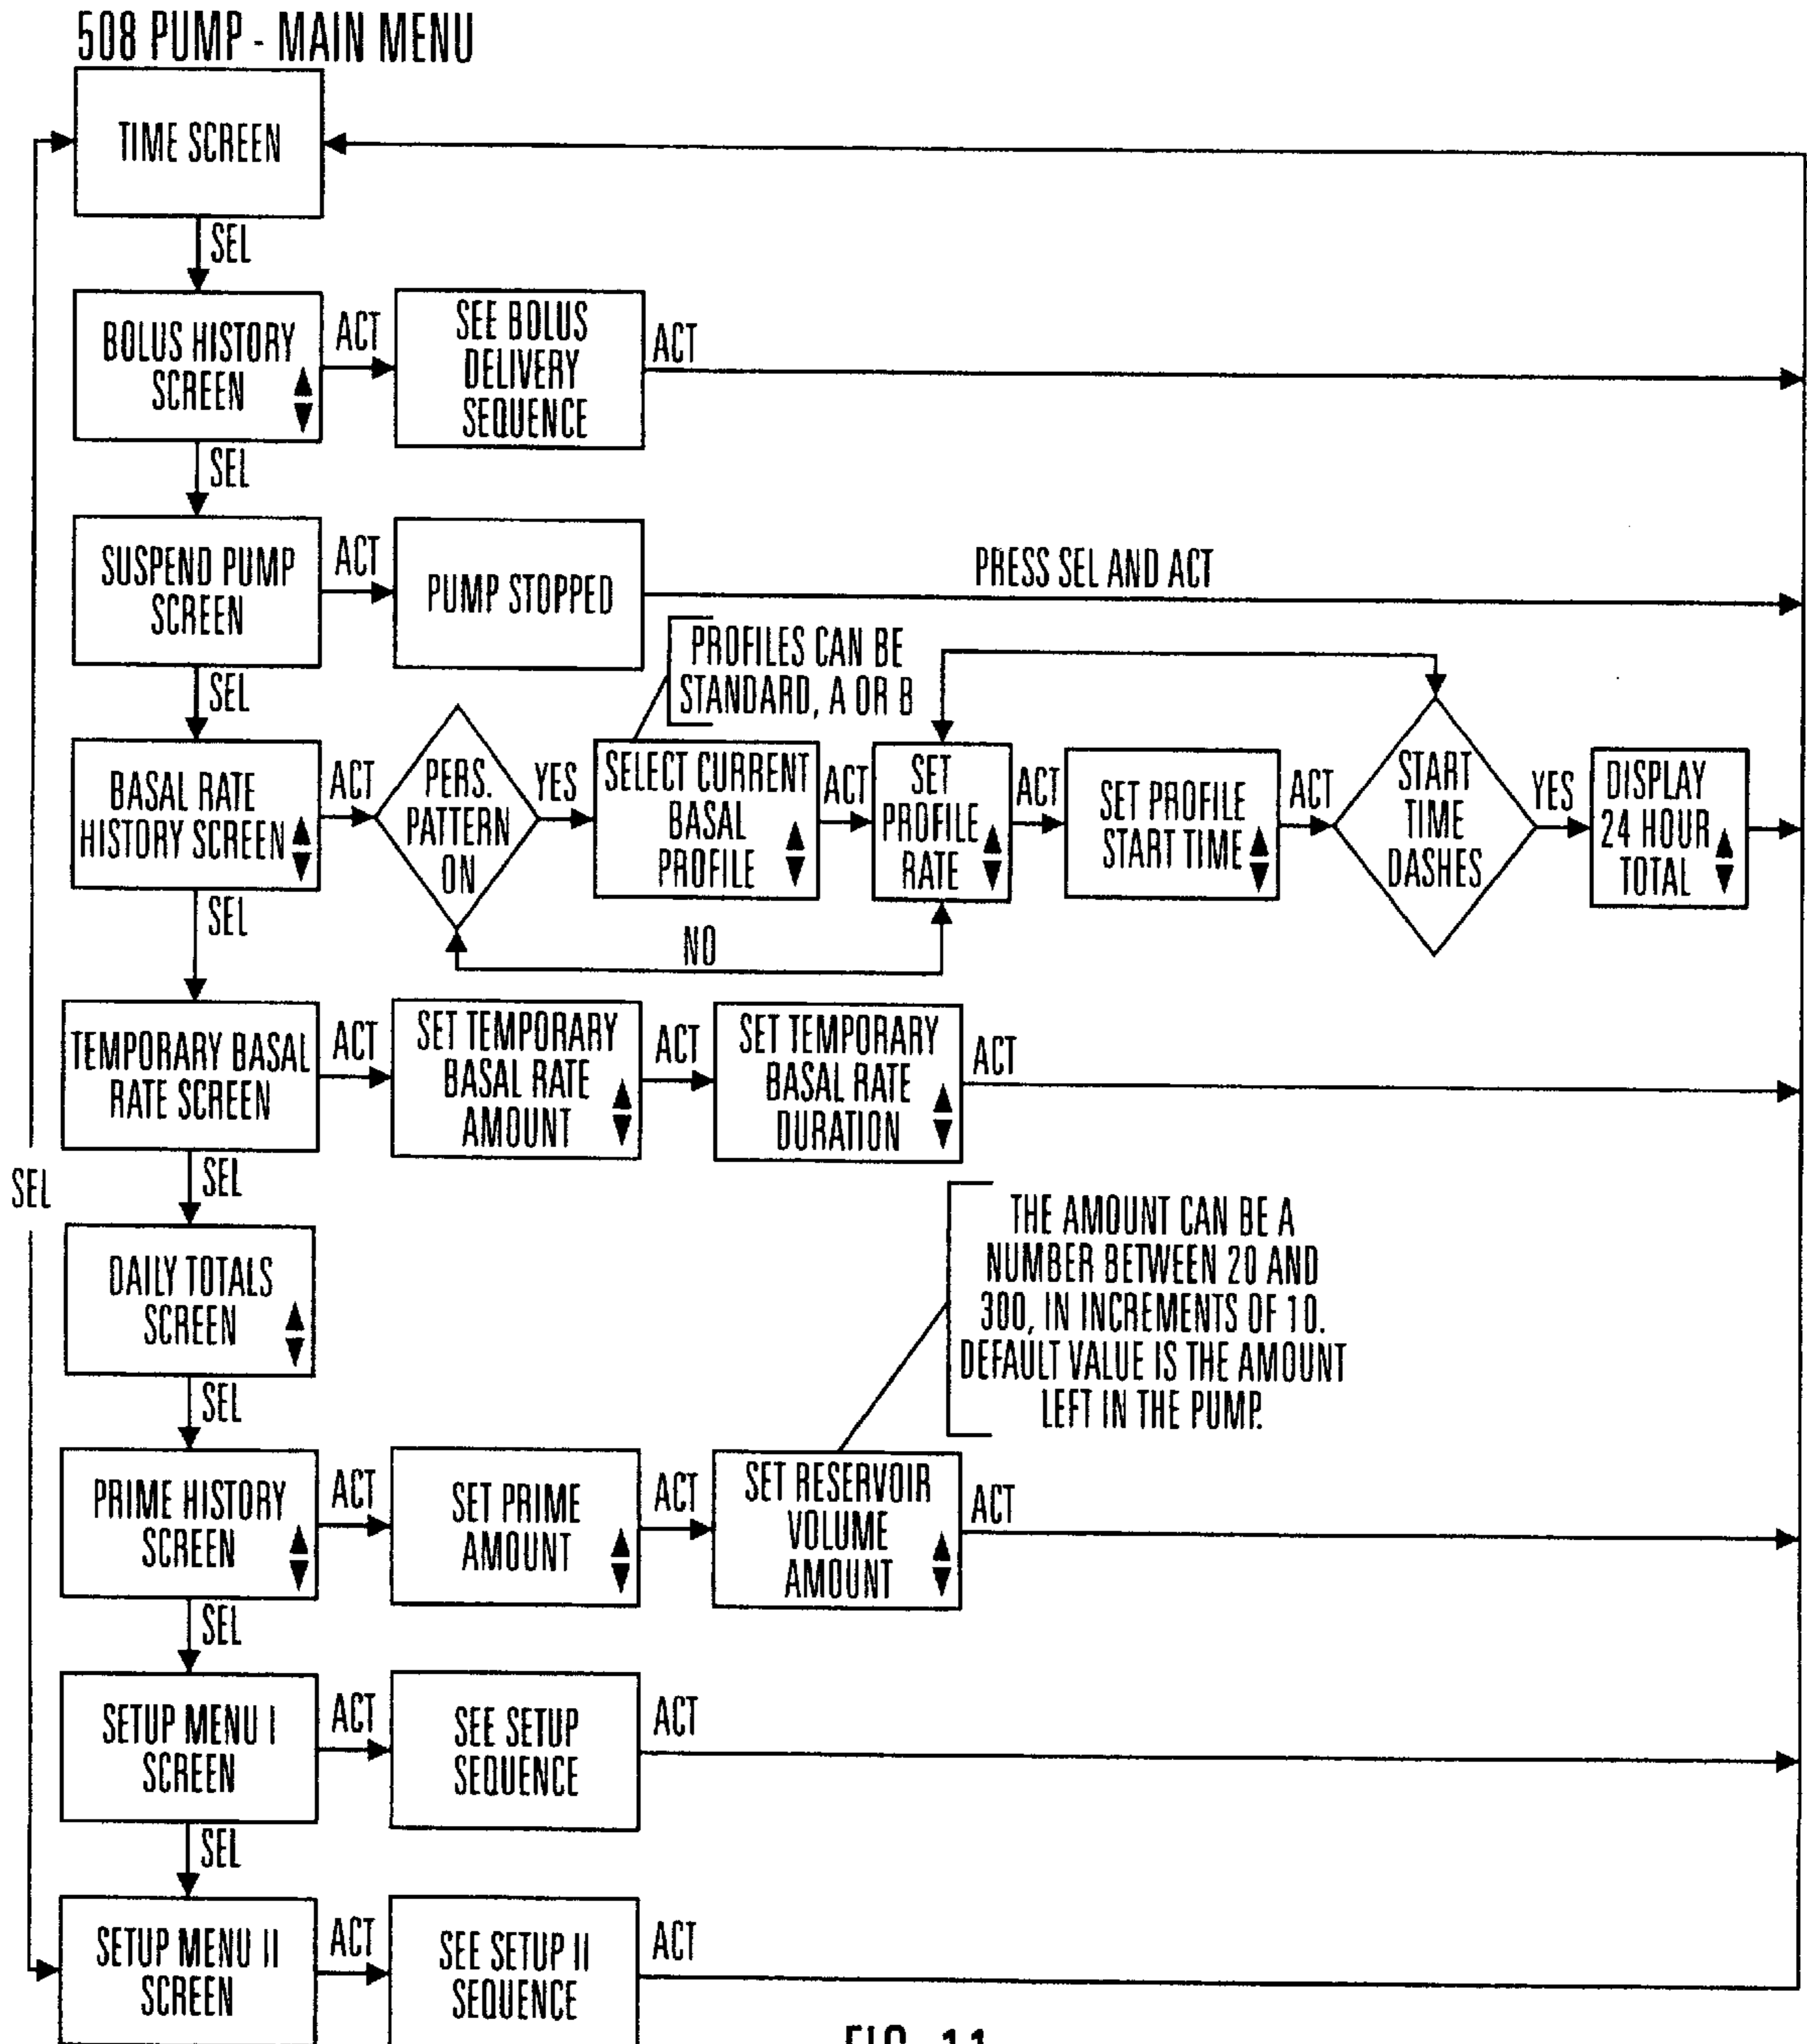 508 PUMP - MAIN MENU
TIME SCREEN
SEL
BOLUS HISTORY
SCREEN
ACT
SEE BOLUS
DELIVERY
SEQUENCE
ACT
SEL
SUSPEND PUMP
SCREEN
ACT
PUMP STOPPED
PRESS SEL AND ACT
SEL
PROFILES CAN BE
STANDARD, A OR B
BASAL RATE
HISTORY SCREEN
ACT
PERS.
PATTERN
ON
YES
SELECT CURRENT
BASAL
PROFILE
ACT
SET
PROFILE
RATE
ACT
SET PROFILE
START TIME
ACT
START
TIME
DASHES
YES
DISPLAY
24 HOUR
TOTAL
NO
SEL
TEMPORARY BASAL
RATE SCREEN
ACT
SET TEMPORARY
BASAL RATE
AMOUNT
ACT
SET TEMPORARY
BASAL RATE
DURATION
ACT
SEL
SEL
DAILY TOTALS
SCREEN
THE AMOUNT CAN BE A
NUMBER BETWEEN 20 AND
300, IN INCREMENTS OF 10.
DEFAULT VALUE IS THE AMOUNT
LEFT IN THE PUMP.
SEL
PRIME HISTORY
SCREEN
ACT
SET PRIME
AMOUNT
ACT
SET RESERVOIR
VOLUME
AMOUNT
ACT
SEL
SETUP MENU I
SCREEN
ACT
SEE SETUP
SEQUENCE
ACT
SEL
SETUP MENU II
SCREEN
ACT
SEE SETUP II
SEQUENCE
ACT
FIG. 11